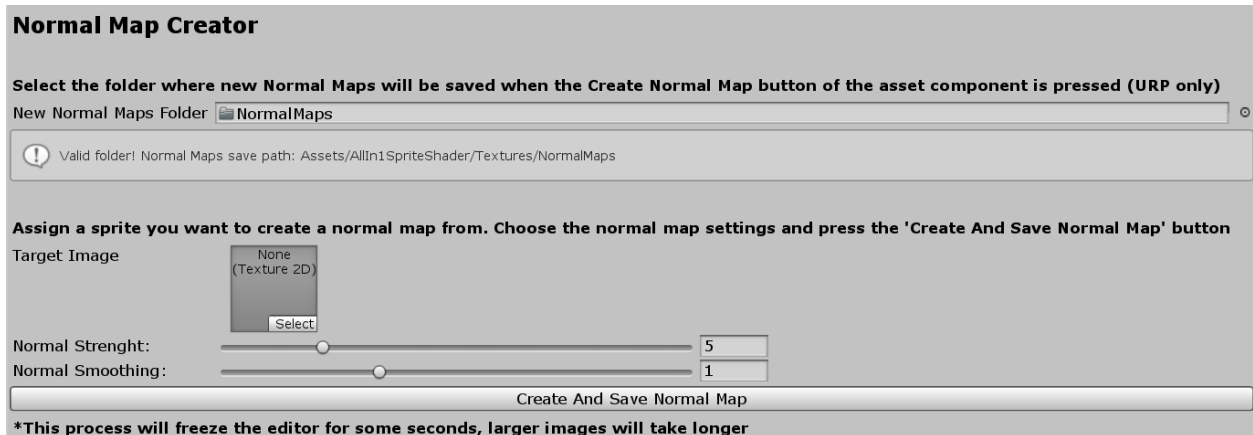 Normal Map Creator
Select the folder where new Normal Maps will be saved when the Create Normal Map button of the asset component is pressed (URP only)
New Normal Maps Folder NormalMaps
Valid folder! Normal Maps save path: Assets/AllIn1SpriteShader/Textures/NormalMaps
Assign a sprite you want to create a normal map from. Choose the normal map settings and press the 'Create And Save Normal Map' button
Target Image
None
(Texture 2D)
Select
Normal Strenght: 5
Normal Smoothing: 1
Create And Save Normal Map
*This process will freeze the editor for some seconds, larger images will take longer